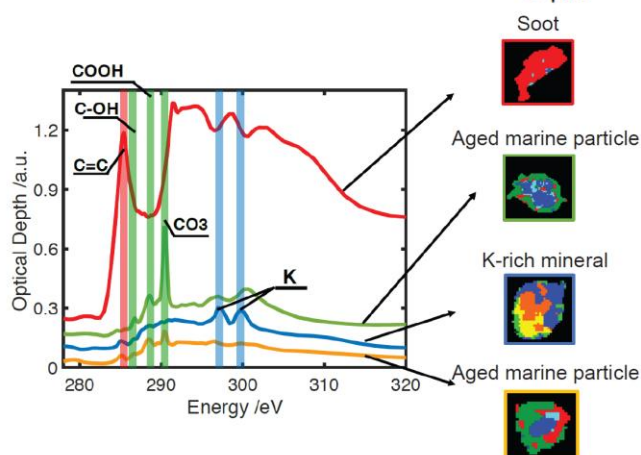 Soot
COOH
C-OH
C=C
CO3
K
Aged marine particle
K-rich mineral
Aged marine particle
Optical Depth /a.u.
1.2
0.9
0.6
0.3
0
280
290
300
310
320
Energy /eV